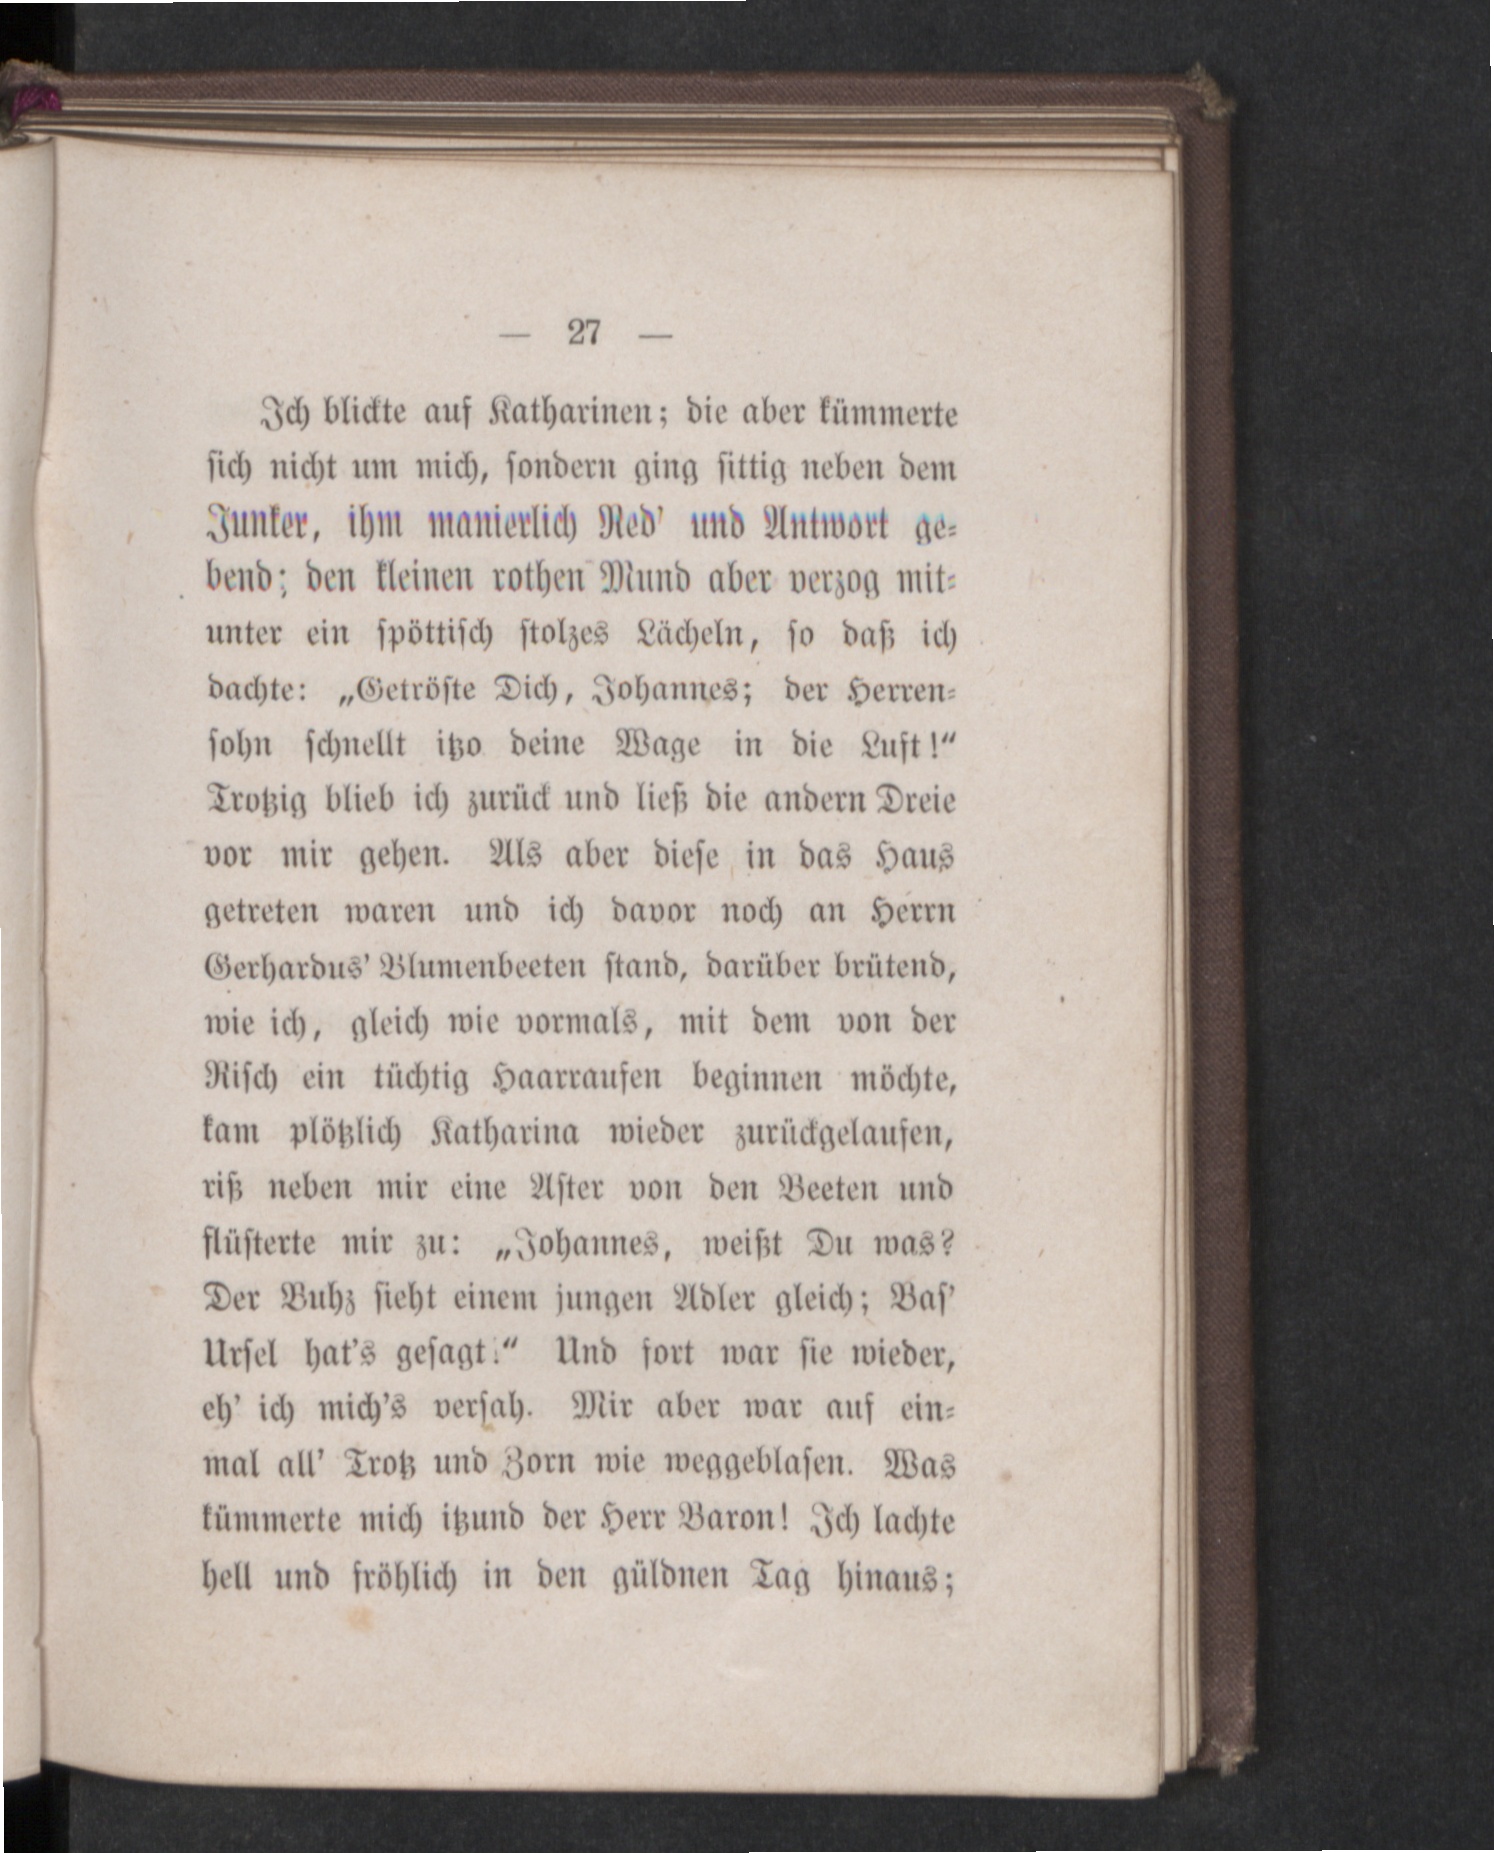 — 27 —
Ich blickte auf Katharinen; die aber kümmerte
sich nicht um mich, sondern ging sittig neben dem
Junker, ihm manierlich Red' und Antwort ge-
bend; den kleinen rothen Mund aber verzog mit-
unter ein spöttisch stolzes Lächeln, so daß ich
dachte: „Getröste Dich, Johannes; der Herren-
sohn schnellt itzo deine Wage in die Luft!“
Trotzig blieb ich zurück und ließ die andern Dreie
vor mir gehen. Als aber diese in das Haus
getreten waren und ich davor noch an Herrn
Gerhardus' Blumenbeeten stand, darüber brütend,
wie ich, gleich wie vormals, mit dem von der
Risch ein tüchtig Haarraufen beginnen möchte,
kam plötzlich Katharina wieder zurückgelaufen,
riß neben mir eine Aster von den Beeten und
flüsterte mir zu: „Johannes, weißt Du was?
Der Buhz sieht einem jungen Adler gleich; Bas'
Ursel hat's gesagt!“ Und fort war sie wieder,
eh' ich mich's versah. Mir aber war auf ein-
mal all' Trotz und Zorn wie weggeblasen. Was
kümmerte mich itzund der Herr Baron! Ich lachte
hell und fröhlich in den güldnen Tag hinaus;